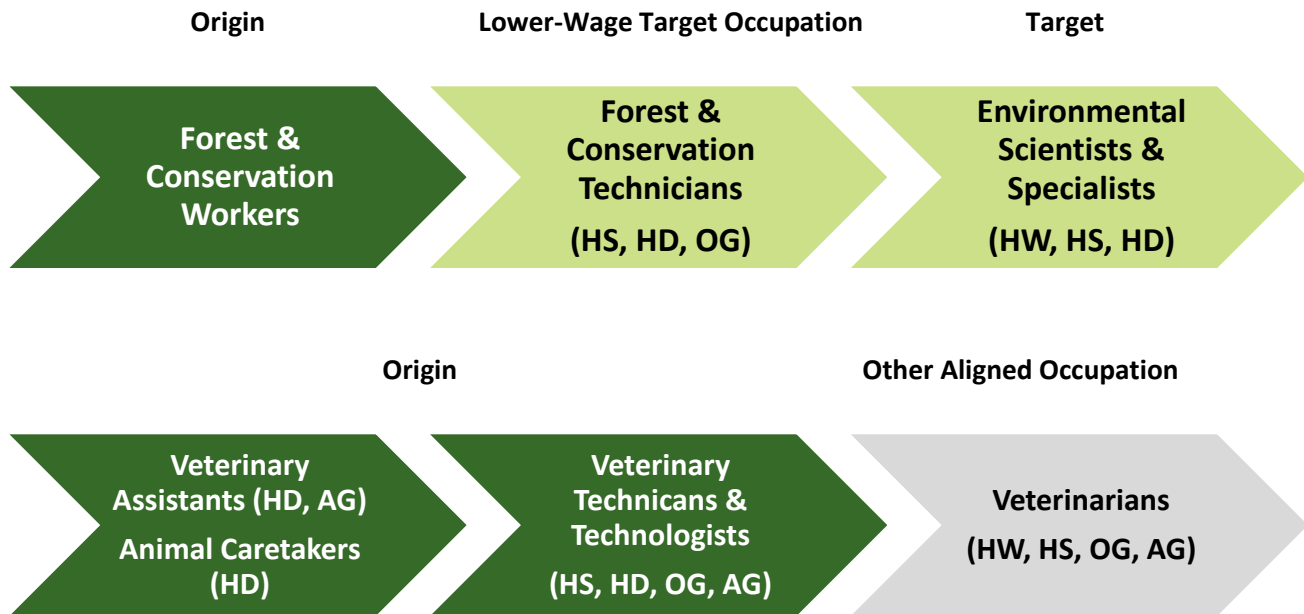 Origin
Lower-Wage Target Occupation
Target
Forest &
Conservation
Workers
Forest &
Conservation
Technicians
(HS, HD, OG)
Environmental
Scientists &
Specialists
(HW, HS, HD)
Origin
Other Aligned Occupation
Veterinary
Assistants (HD, AG)
Animal Caretakers
(HD)
Veterinary
Technicans &
Technologists
(HS, HD, OG, AG)
Veterinarians
(HW, HS, OG, AG)